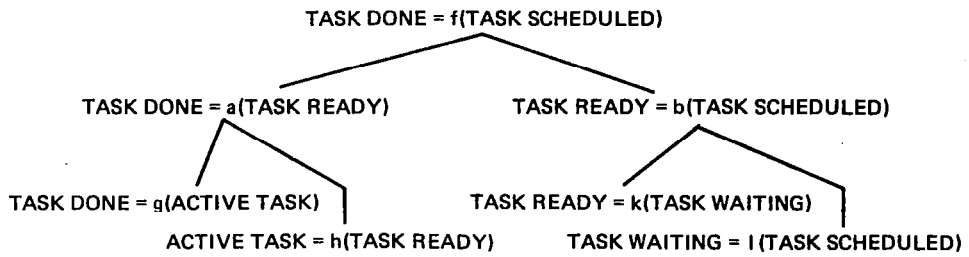 TASK DONE = f(TASK SCHEDULED)
TASK DONE = a(TASK READY)
TASK READY = b(TASK SCHEDULED)
TASK DONE = g(ACTIVE TASK)
TASK READY = k(TASK WAITING)
ACTIVE TASK = h(TASK READY)
TASK WAITING = l(TASK SCHEDULED)